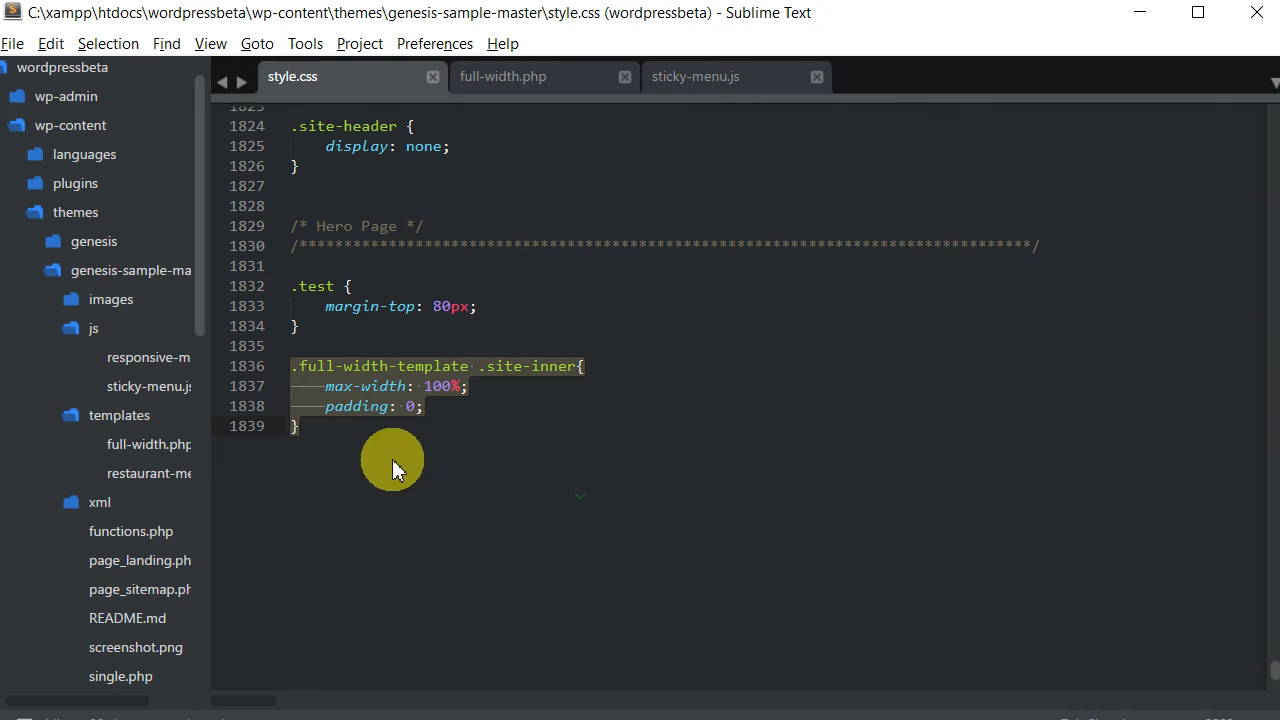 C:\xampp\htdocs\wordpressbeta\wp-content\themes\genesis-sample-master\style.css (wordpressbeta) - Sublime Text
File Edit Selection Find View Goto Tools Project Preferences Help
wordpressbeta
wp-admin
wp-content
languages
plugins
themes
genesis
genesis-sample-ma
images
js
responsive-m
sticky-menu.js
templates
full-width.php
restaurant-me
xml
functions.php
page_landing.ph
page_sitemap.ph
README.md
screenshot.png
single.php
style.css full-width.php sticky-menu.js
1823
1824 .site-header {
1825 display: none;
1826 }
1827
1828
1829 /* Hero Page */
1830 /***********************************************************************************/
1831
1832 .test {
1833 margin-top: 80px;
1834 }
1835
1836 .full-width-template .site-inner{
1837 max-width: 100%;
1838 padding: 0;
1839 }